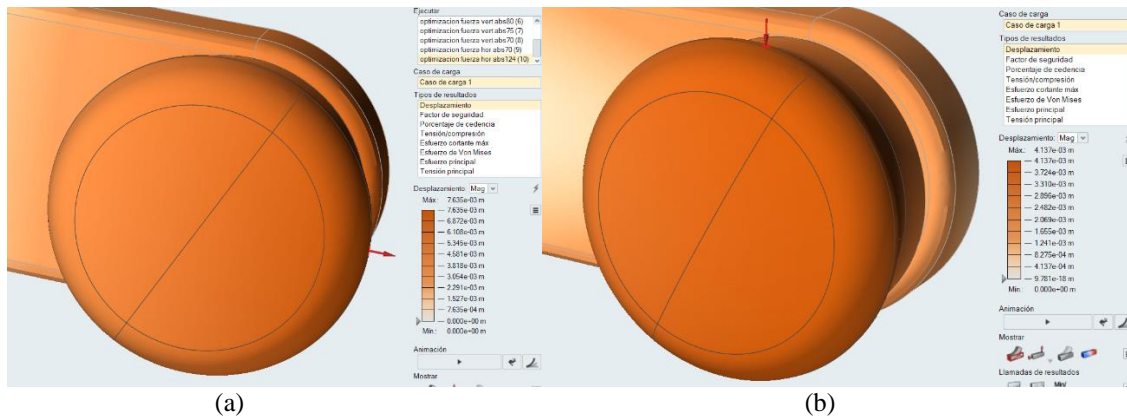 Ejecutar
optimizacion fuerza vert abs80 (6)
optimizacion fuerza vert abs75 (7)
optimizacion fuerza vert abs70 (8)
optimizacion fuerza hor abs70 (9)
optimizacion fuerza hor abs124 (10)
Caso de carga
Caso de carga 1
Tipos de resultados
Desplazamiento
Factor de seguridad
Porcentaje de cedencia
Tensión/compresión
Esfuerzo cortante máx
Esfuerzo de Von Mises
Esfuerzo principal
Tensión principal
Desplazamiento: Mag
Máx: 7.635e-03 m
7.635e-03 m
6.872e-03 m
6.108e-03 m
5.345e-03 m
4.581e-03 m
3.818e-03 m
3.054e-03 m
2.291e-03 m
1.527e-03 m
7.635e-04 m
0.000e+00 m
Mín.: 0.000e+00 m
Animación
Mostrar
(a)
Caso de carga
Caso de carga 1
Tipos de resultados
Desplazamiento
Factor de seguridad
Porcentaje de cedencia
Tensión/compresión
Esfuerzo cortante máx
Esfuerzo de Von Mises
Esfuerzo principal
Tensión principal
Desplazamiento: Mag
Máx.: 4.137e-03 m
4.137e-03 m
3.724e-03 m
3.310e-03 m
2.896e-03 m
2.482e-03 m
2.069e-03 m
1.655e-03 m
1.241e-03 m
8.275e-04 m
4.137e-04 m
9.781e-18 m
Mín.: 0.000e+00 m
Animación
Mostrar
Llamadas de resultados
Mín/
(b)